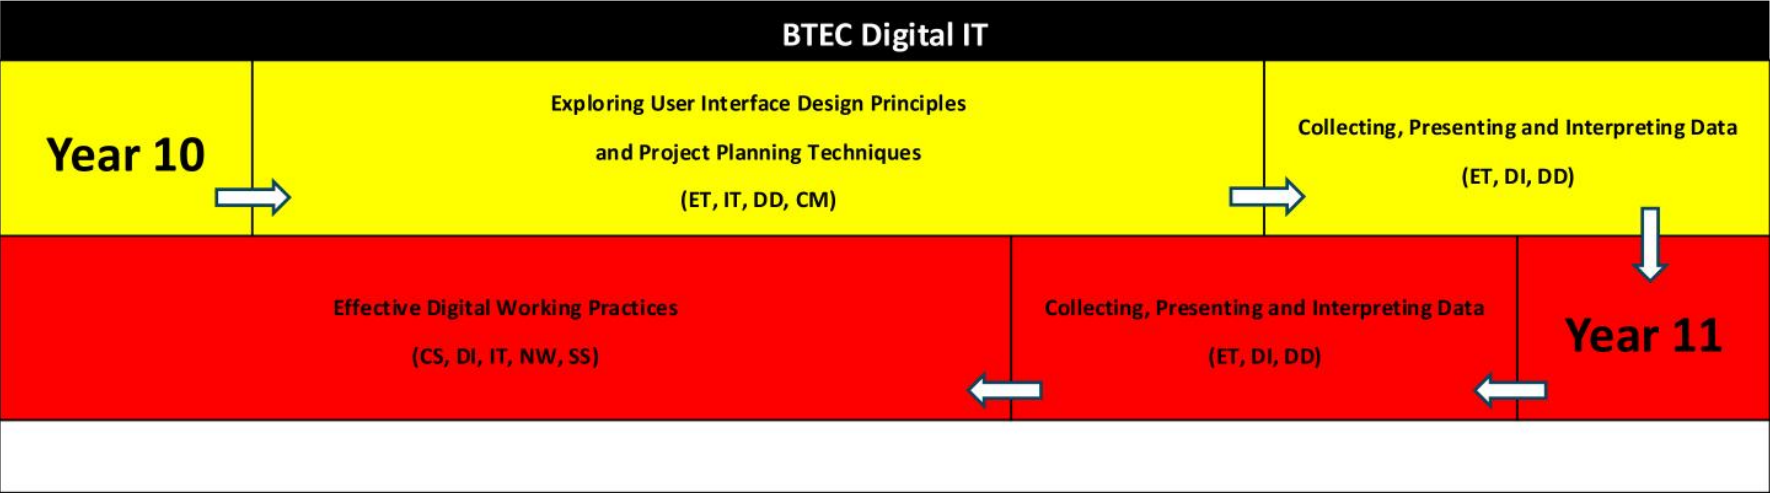 BTEC Digital IT
Year 10
Exploring User Interface Design Principles
and Project Planning Techniques
(ET, IT, DD, CM)
Collecting, Presenting and Interpreting Data
(ET, DI, DD)
Year 11
Collecting, Presenting and Interpreting Data
(ET, DI, DD)
Effective Digital Working Practices
(CS, DI, IT, NW, SS)